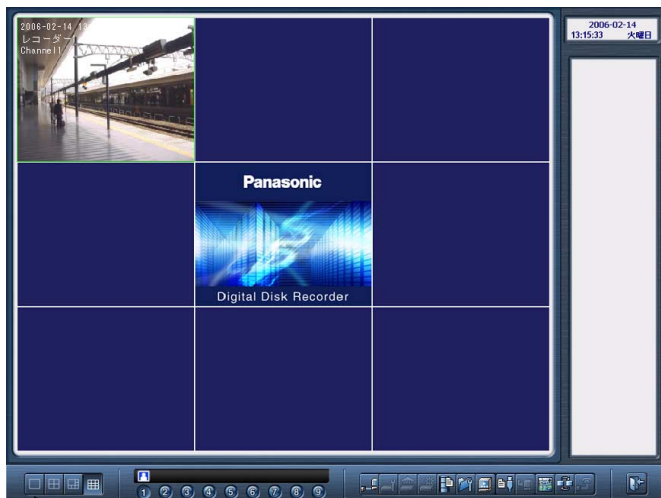 2006-02-14
レコーダー
Channel1
2006-02-14
13:15:33 火曜日
Panasonic
Digital Disk Recorder
1 2 3 4 5 6 7 8 9